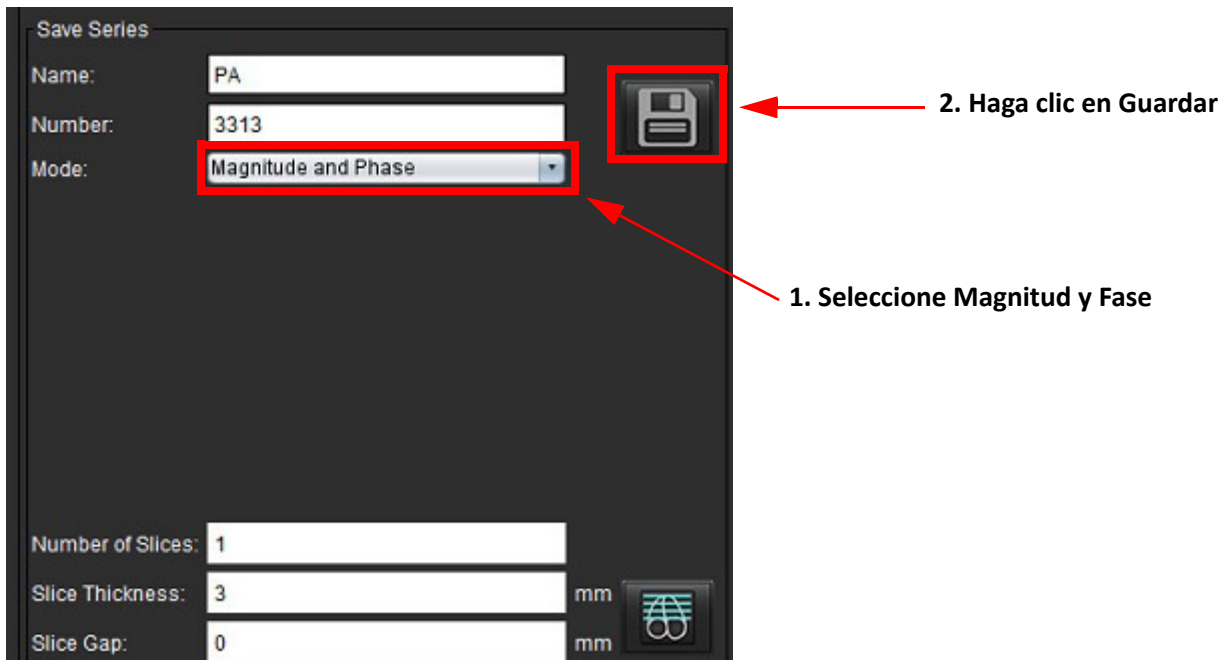 Save Series
Name: PA
Number: 3313
Mode: Magnitude and Phase
2. Haga clic en Guardar
1. Seleccione Magnitud y Fase
Number of Slices: 1
Slice Thickness: 3 mm
Slice Gap: 0 mm